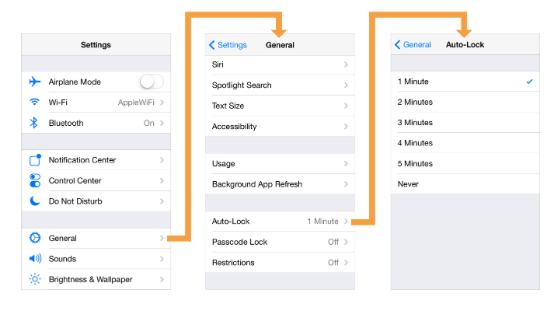 Settings
Airplane Mode
Wi-Fi AppleWiFi
Bluetooth On
Notification Center
Control Center
Do Not Disturb
General
Sounds
Brightness & Wallpaper
Settings General
Siri
Spotlight Search
Text Size
Accessibility
Usage
Background App Refresh
Auto-Lock 1 Minute
Passcode Lock Off
Restrictions Off
General Auto-Lock
1 Minute
2 Minutes
3 Minutes
4 Minutes
5 Minutes
Never